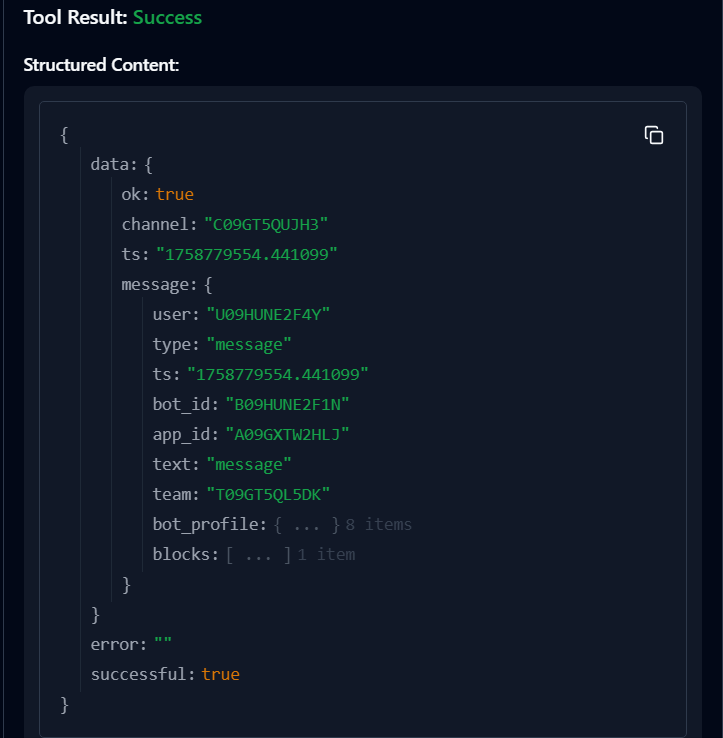 Tool Result: Success
Structured Content:
{
data: {
ok: true
channel: "C09GT5QUJH3"
ts: "1758779554.441099"
message: {
user: "U09HUNE2F4Y"
type: "message"
ts: "1758779554.441099"
bot_id: "B09HUNE2F1N"
app_id: "A09GXTW2HLJ"
text: "message"
team: "T09GT5QL5DK"
bot_profile: { ... } 8 items
blocks: [ ... ] 1 item
}
}
error: ""
successful: true
}